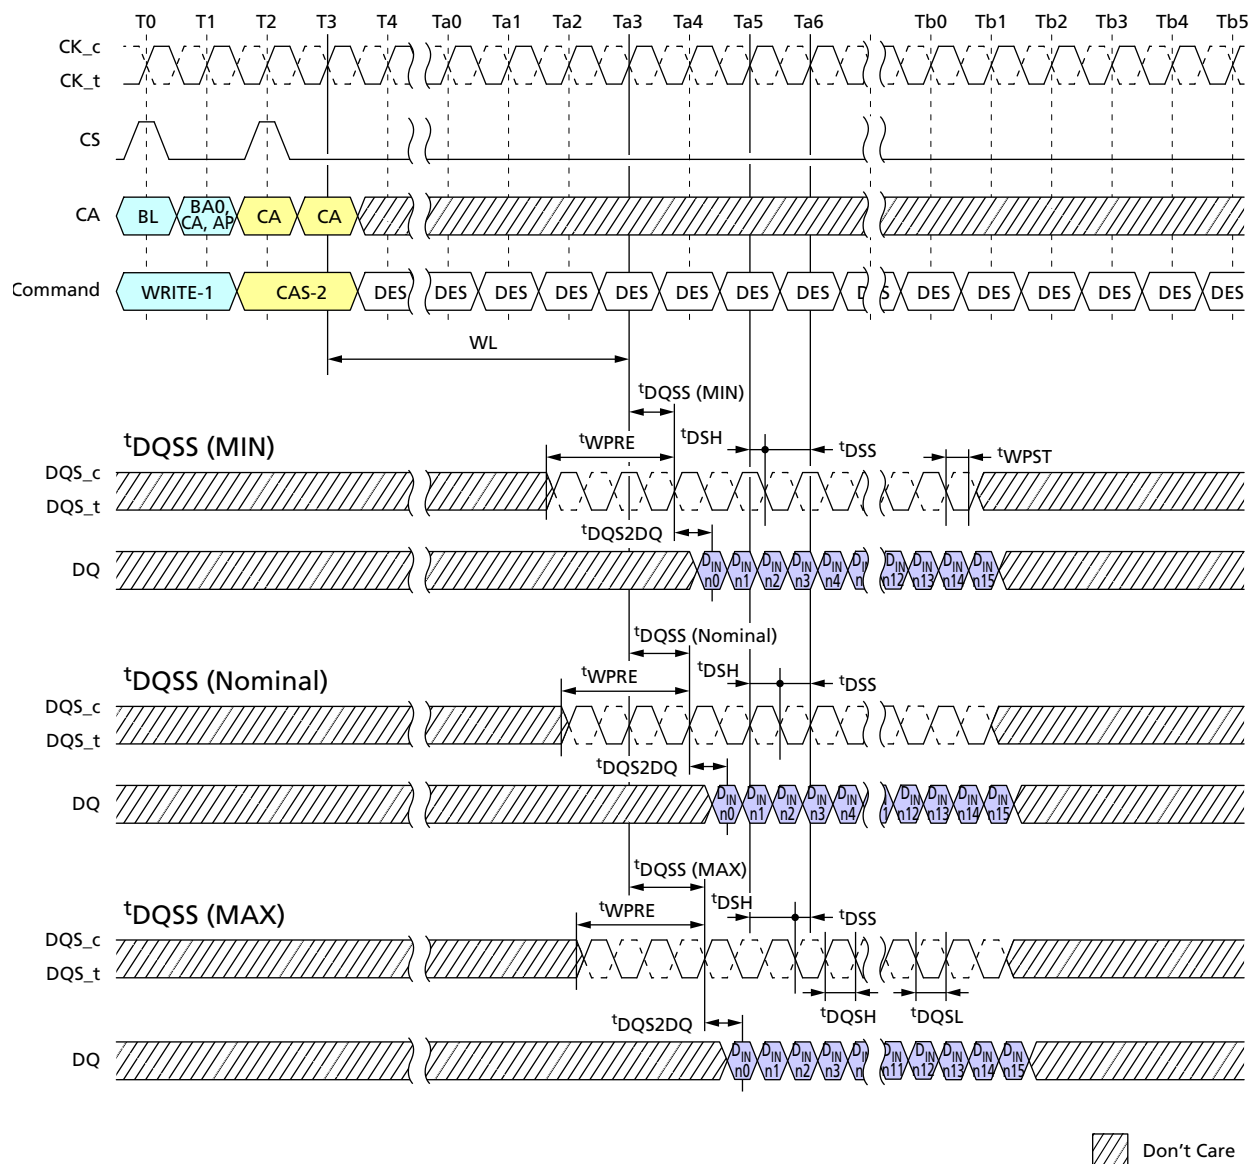 T0 T1 T2 T3 T4 Ta0 Ta1 Ta2 Ta3 Ta4 Ta5 Ta6 Tb0 Tb1 Tb2 Tb3 Tb4 Tb5
CK_c
CK_t
CS
CA BL BA0, CA, AP CA CA
Command WRITE-1 CAS-2 DES DES DES DES DES DES DES DES DES DES DES DES DES DES
WL
tDQSS (MIN)
tDQSS (MIN) tWPRE tDSH tDSS tWPST
DQS_c
DQS_t
tDQS2DQ
DQ DIN n0 DIN n1 DIN n2 DIN n3 DIN n4 DIN n12 DIN n13 DIN n14 DIN n15
tDQSS (Nominal)
tDQSS (Nominal) tWPRE tDSH tDSS
DQS_c
DQS_t
tDQS2DQ
DQ DIN n0 DIN n1 DIN n2 DIN n3 DIN n4 DIN n12 DIN n13 DIN n14 DIN n15
tDQSS (MAX)
tDQSS (MAX) tWPRE tDSH tDSS
DQS_c
DQS_t
tDQSH tDQSL
tDQS2DQ
DQ DIN n0 DIN n1 DIN n2 DIN n3 DIN n11 DIN n12 DIN n13 DIN n14 DIN n15
Don't Care